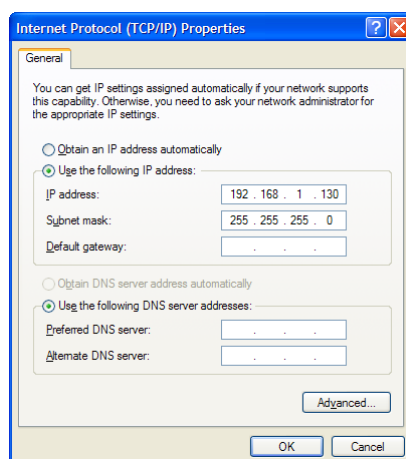 Internet Protocol (TCP/IP) Properties
General
You can get IP settings assigned automatically if your network supports
this capability. Otherwise, you need to ask your network administrator for
the appropriate IP settings.
Obtain an IP address automatically
Use the following IP address:
IP address: 192 . 168 . 1 . 130
Subnet mask: 255 . 255 . 255 . 0
Default gateway: . . .
Obtain DNS server address automatically
Use the following DNS server addresses:
Preferred DNS server: . . .
Alternate DNS server: . . .
Advanced...
OK Cancel